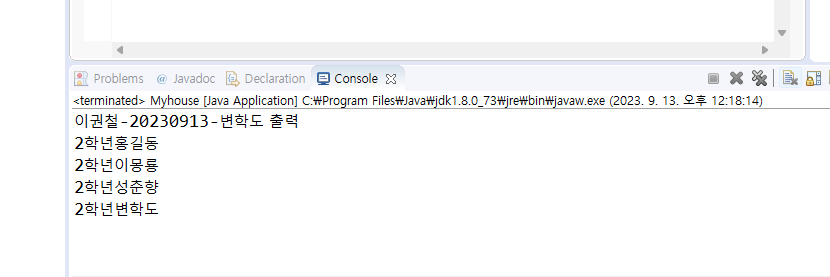 Problems @ Javadoc Declaration Console
<terminated> Myhouse [Java Application] C:₩Program Files₩Java₩jdk1.8.0_73₩jre₩bin₩javaw.exe (2023. 9. 13. 오후 12:18:14)
이권철-20230913-변학도 출력
2학년홍길동
2학년이몽룡
2학년성춘향
2학년변학도